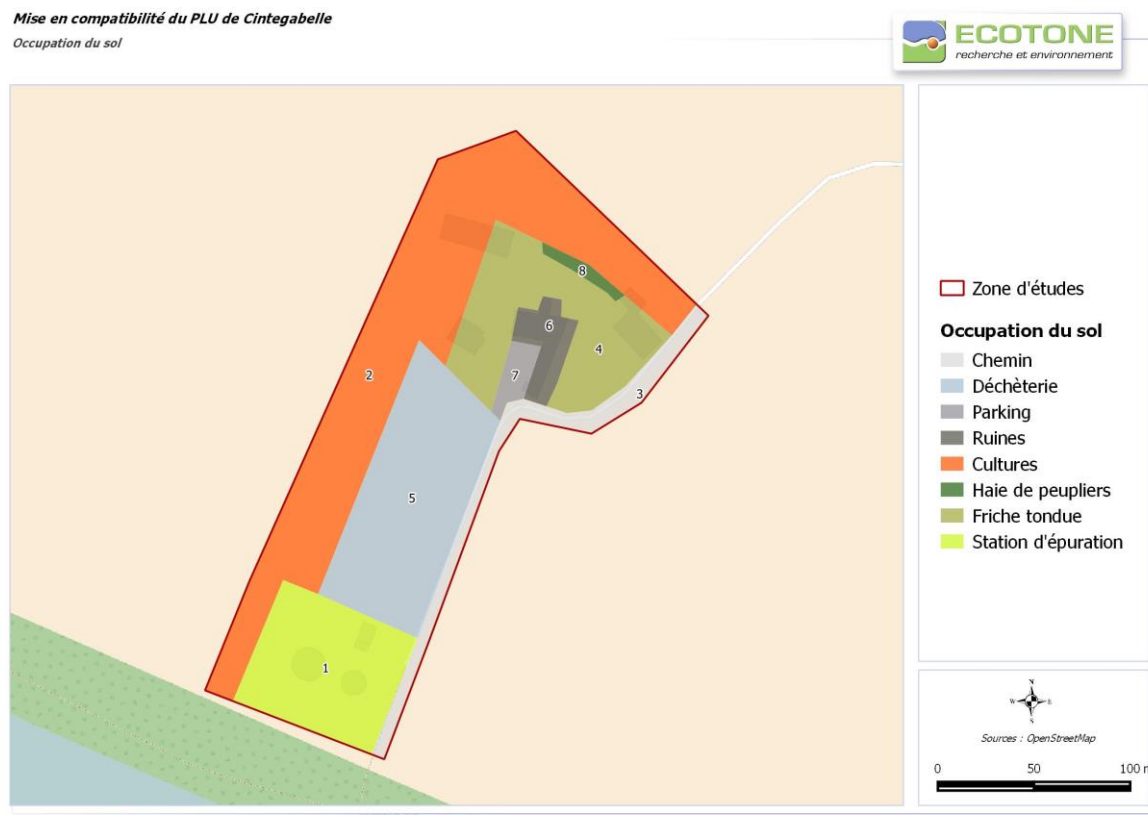 Mise en compatibilité du PLU de Cintegabelle
Occupation du sol
ECOTONE
recherche et environnement
8
6
4
2
7
3
5
1
Zone d'études
Occupation du sol
Chemin
Déchèterie
Parking
Ruines
Cultures
Haie de peupliers
Friche tondue
Station d'épuration
N
W
E
S
Sources : OpenStreetMap
0 50 100 m